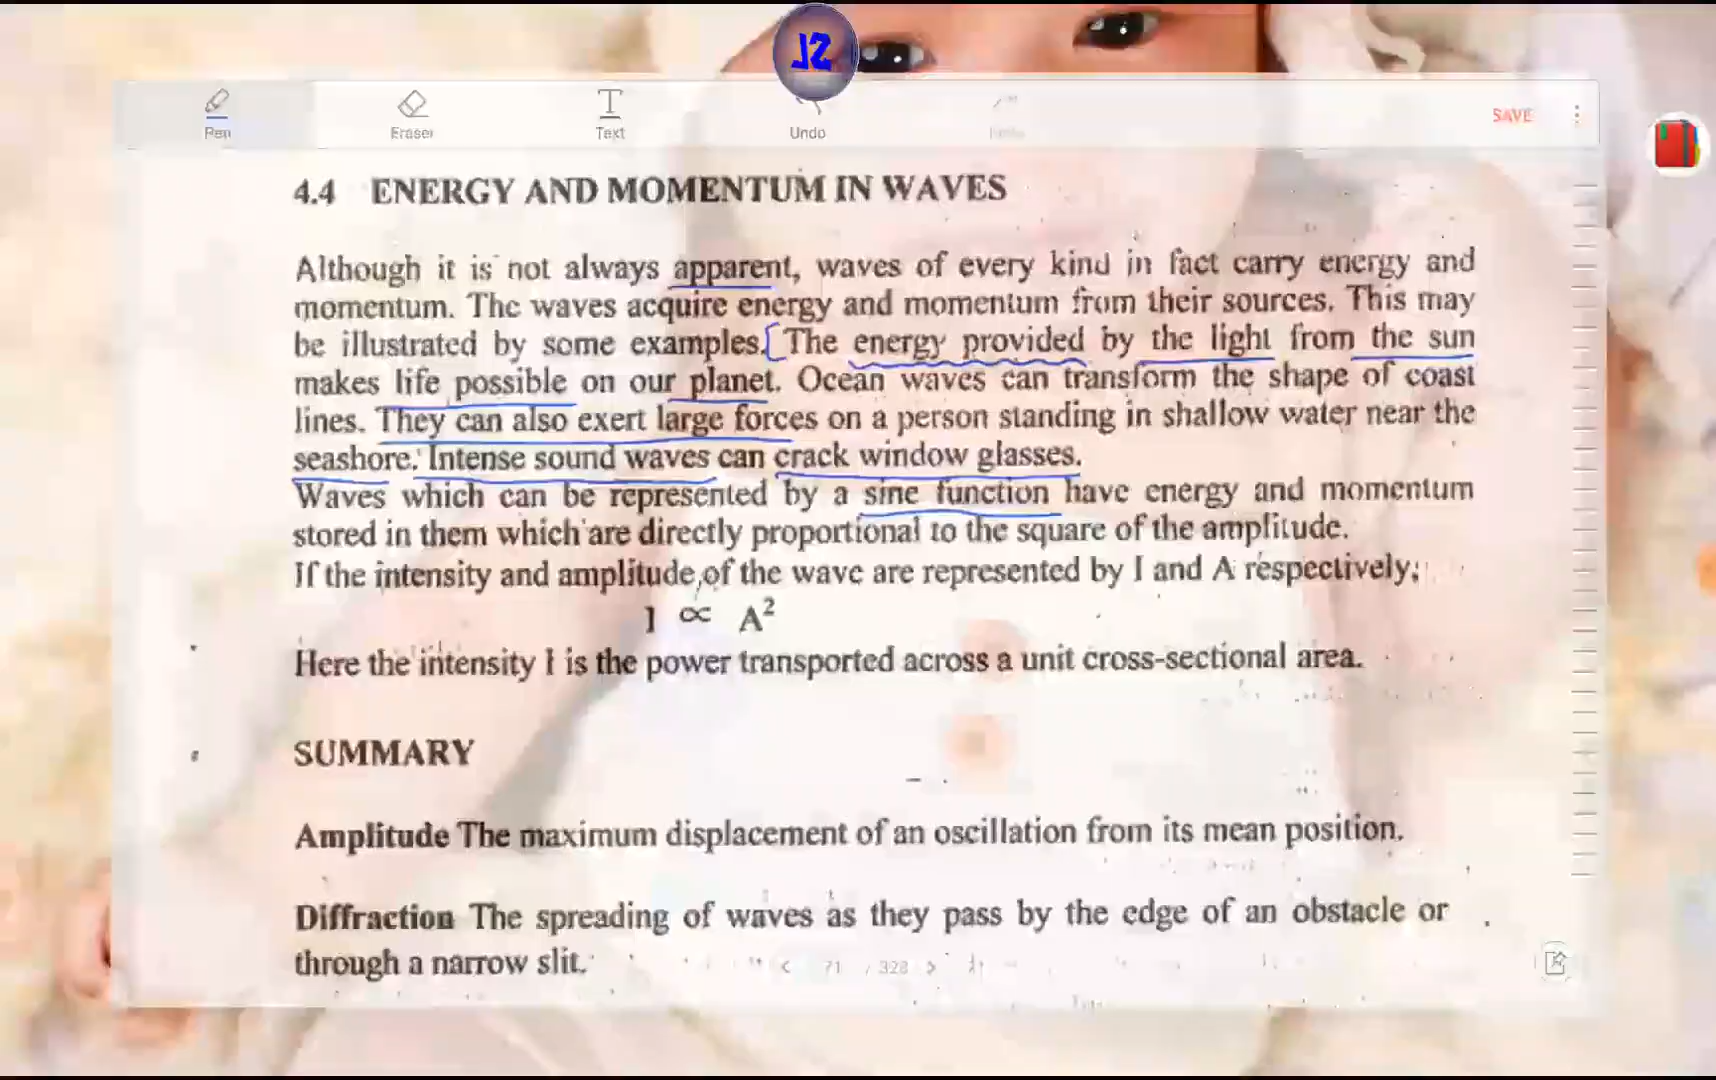 JZ
Pen
Eraser
Text
Undo
SAVE
4.4 ENERGY AND MOMENTUM IN WAVES
Although it is not always apparent, waves of every kind in fact carry energy and
momentum. The waves acquire energy and momentum from their sources. This may
be illustrated by some examples. [The energy provided by the light from the sun
makes life possible on our planet. Ocean waves can transform the shape of coast
lines. They can also exert large forces on a person standing in shallow water near the
seashore. Intense sound waves can crack window glasses.
Waves which can be represented by a sine function have energy and momentum
stored in them which are directly proportional to the square of the amplitude.
If the intensity and amplitude of the wave are represented by I and A respectively;
I ∝ A²
Here the intensity I is the power transported across a unit cross-sectional area.
SUMMARY
Amplitude The maximum displacement of an oscillation from its mean position.
Diffraction The spreading of waves as they pass by the edge of an obstacle or
through a narrow slit.
< 71 / 328 >